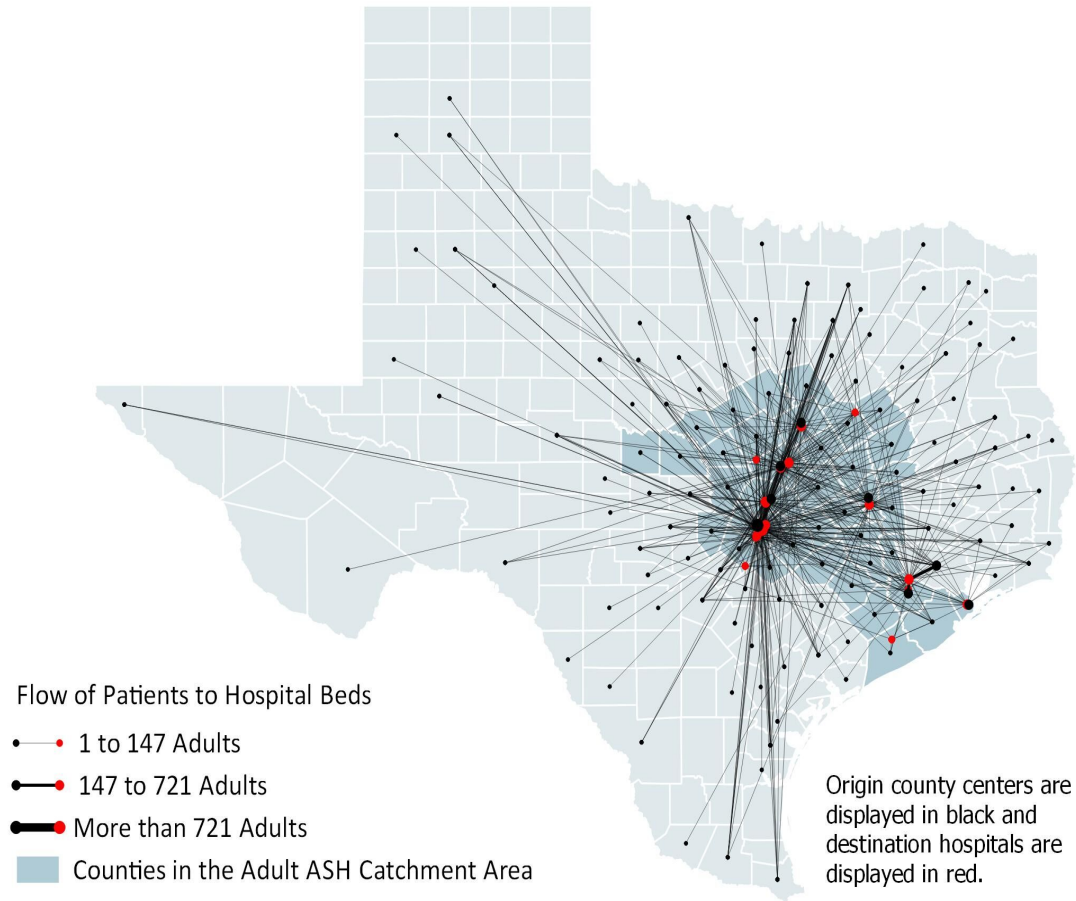 Flow of Patients to Hospital Beds
1 to 147 Adults
147 to 721 Adults
More than 721 Adults
Counties in the Adult ASH Catchment Area
Origin county centers are
displayed in black and
destination hospitals are
displayed in red.